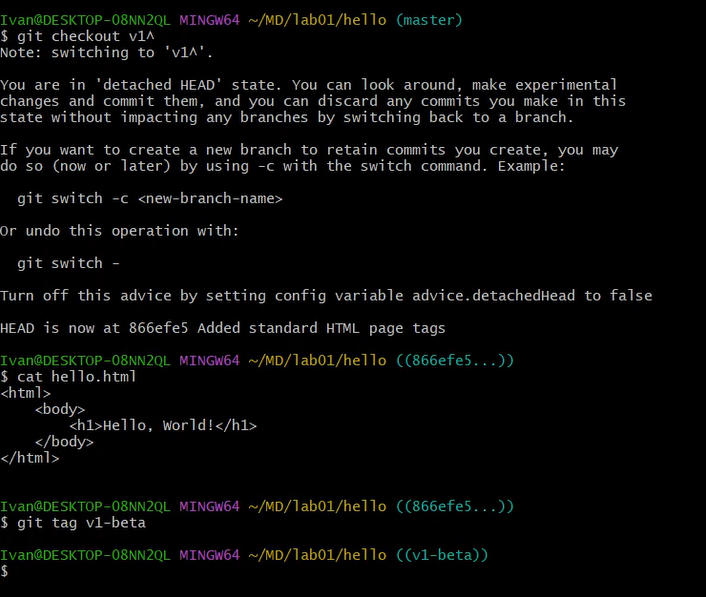 Ivan@DESKTOP-08NN2QL MINGW64 ~/MD/lab01/hello (master)
$ git checkout v1^
Note: switching to 'v1^'.

You are in 'detached HEAD' state. You can look around, make experimental
changes and commit them, and you can discard any commits you make in this
state without impacting any branches by switching back to a branch.

If you want to create a new branch to retain commits you create, you may
do so (now or later) by using -c with the switch command. Example:

  git switch -c <new-branch-name>

Or undo this operation with:

  git switch -

Turn off this advice by setting config variable advice.detachedHead to false

HEAD is now at 866efe5 Added standard HTML page tags

Ivan@DESKTOP-08NN2QL MINGW64 ~/MD/lab01/hello ((866efe5...))
$ cat hello.html
<html>
    <body>
        <h1>Hello, World!</h1>
    </body>
</html>

Ivan@DESKTOP-08NN2QL MINGW64 ~/MD/lab01/hello ((866efe5...))
$ git tag v1-beta

Ivan@DESKTOP-08NN2QL MINGW64 ~/MD/lab01/hello ((v1-beta))
$